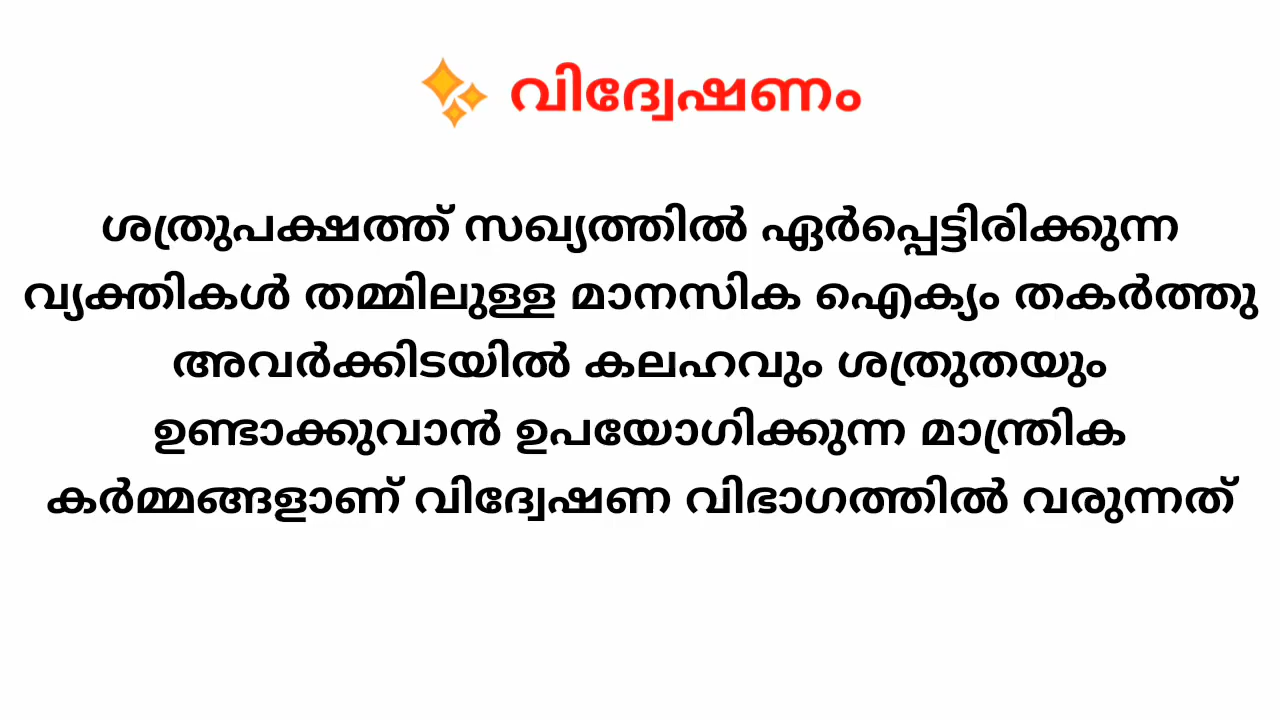 ✨ വിദ്വേഷണം
ശത്രുപക്ഷത്ത് സഖ്യത്തിൽ ഏർപ്പെട്ടിരിക്കുന്ന
വ്യക്തികൾ തമ്മിലുള്ള മാനസിക ഐക്യം തകർത്തു
അവർക്കിടയിൽ കലഹവും ശത്രുതയും
ഉണ്ടാക്കുവാൻ ഉപയോഗിക്കുന്ന മാന്ത്രിക
കർമ്മങ്ങളാണ് വിദ്വേഷണ വിഭാഗത്തിൽ വരുന്നത്